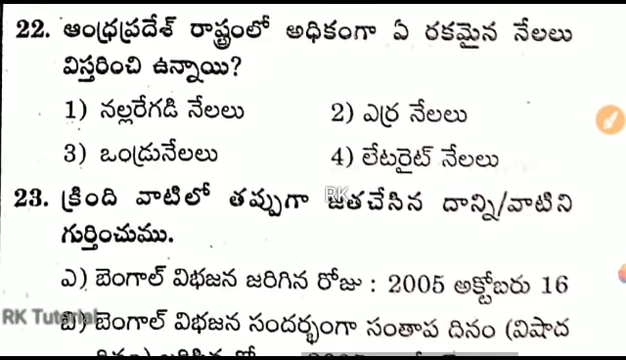 22. ఆంధ్రప్రదేశ్ రాష్ట్రంలో అధికంగా ఏ రకమైన నేలలు
విస్తరించి ఉన్నాయి?
1) నల్లరేగడి నేలలు 2) ఎర్ర నేలలు
3) ఒండ్రునేలలు 4) లేటరైట్ నేలలు
23. క్రింది వాటిలో తప్పుగా జతచేసిన దాన్ని/వాటిని
RK
గుర్తించుము.
ఎ) బెంగాల్ విభజన జరిగిన రోజు : 2005 అక్టోబరు 16
RK Tutorial
బి) బెంగాల్ విభజన సందర్భంగా సంతాప దినం (విషాద